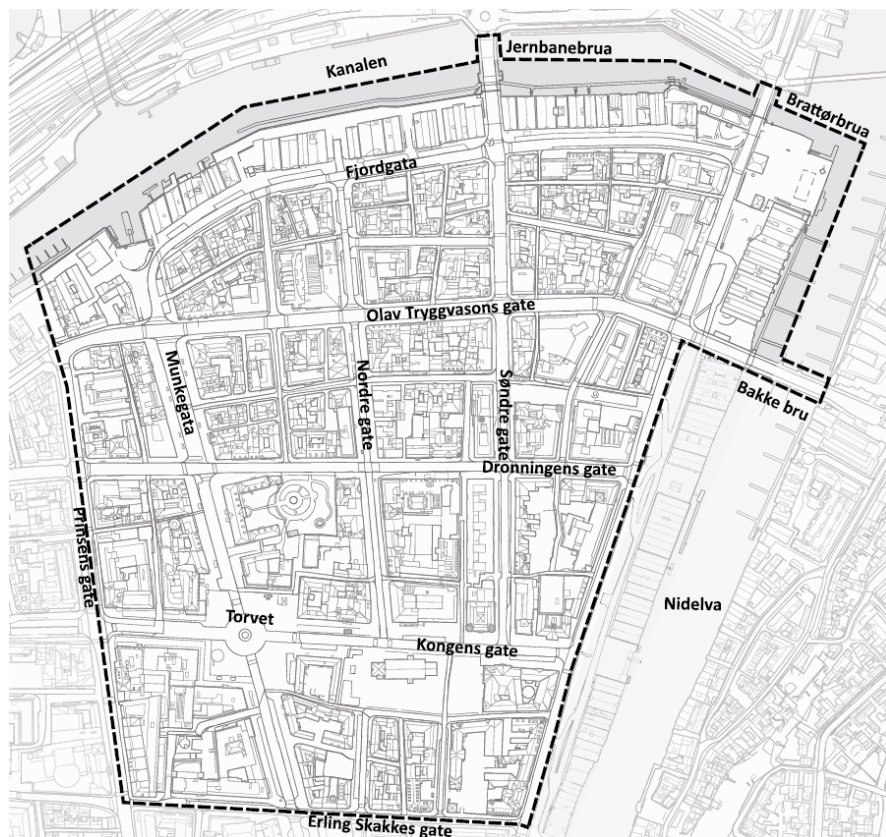 Jernbanebrua
Kanalen
Brattørbrua
Fjordgata
Olav Tryggvasons gate
Munkegata
Nordre gate
Søndre gate
Bakke bru
Dronningens gate
Prinsens gate
Nidelva
Torvet
Kongens gate
Erling Skakkes gate